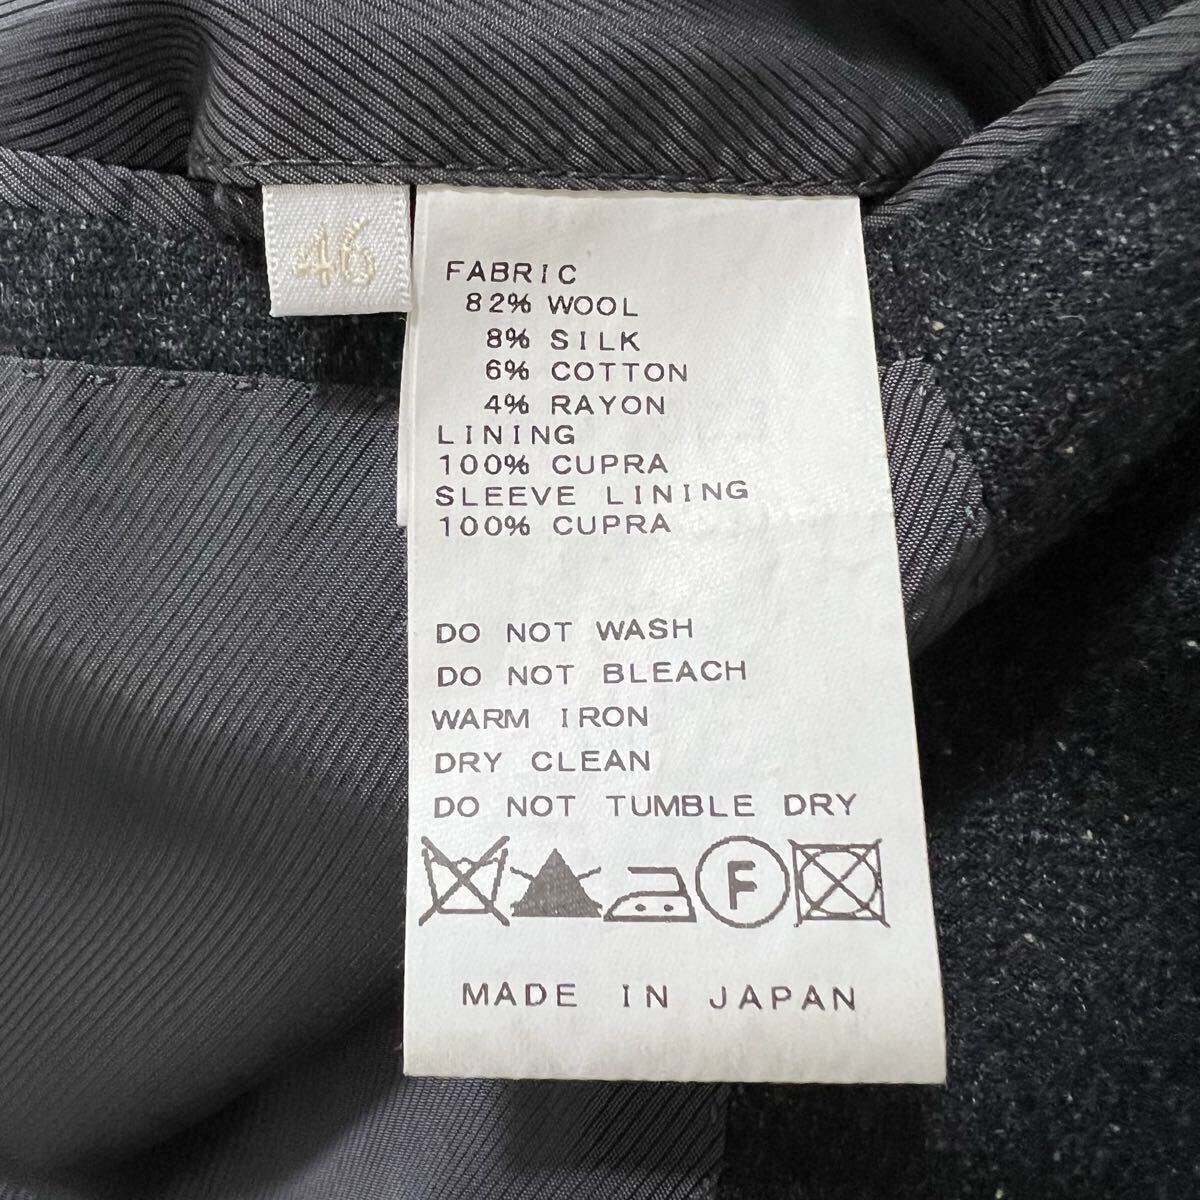 46
FABRIC
82% WOOL
8% SILK
6% COTTON
4% RAYON
LINING
100% CUPRA
SLEEVE LINING
100% CUPRA
DO NOT WASH
DO NOT BLEACH
WARM IRON
DRY CLEAN
DO NOT TUMBLE DRY
F
MADE IN JAPAN